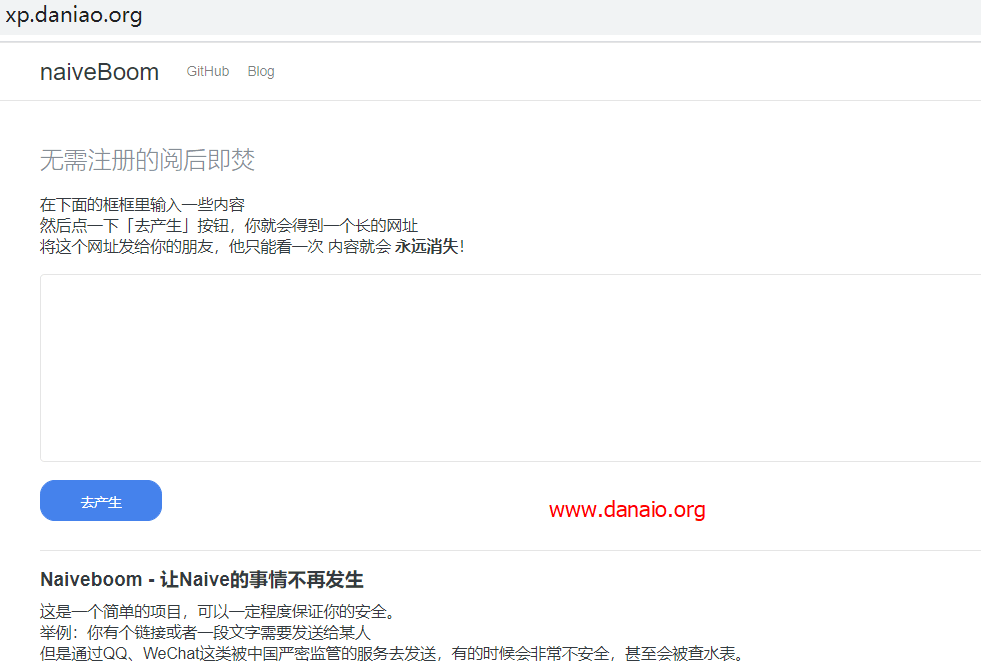 xp.daniao.org
naiveBoom GitHub Blog
无需注册的阅后即焚
在下面的框框里输入一些内容
然后点一下「去产生」按钮，你就会得到一个长的网址
将这个网址发给你的朋友，他只能看一次 内容就会 永远消失！
去产生
www.danaio.org
Naiveboom - 让Naive的事情不再发生
这是一个简单的项目，可以一定程度保证你的安全。
举例：你有个链接或者一段文字需要发送给某人
但是通过QQ、WeChat这类被中国严密监管的服务去发送，有的时候会非常不安全，甚至会被查水表。